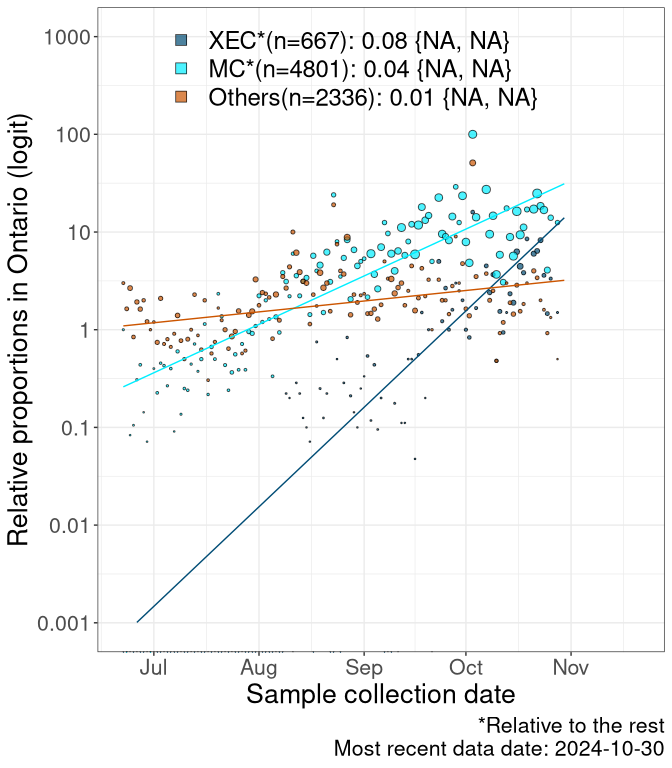 XEC*(n=667): 0.08 {NA, NA}
MC*(n=4801): 0.04 {NA, NA}
Others(n=2336): 0.01 {NA, NA}
Relative proportions in Ontario (logit)
1000
100
10
1
0.1
0.01
0.001
Jul Aug Sep Oct Nov
Sample collection date
*Relative to the rest
Most recent data date: 2024-10-30